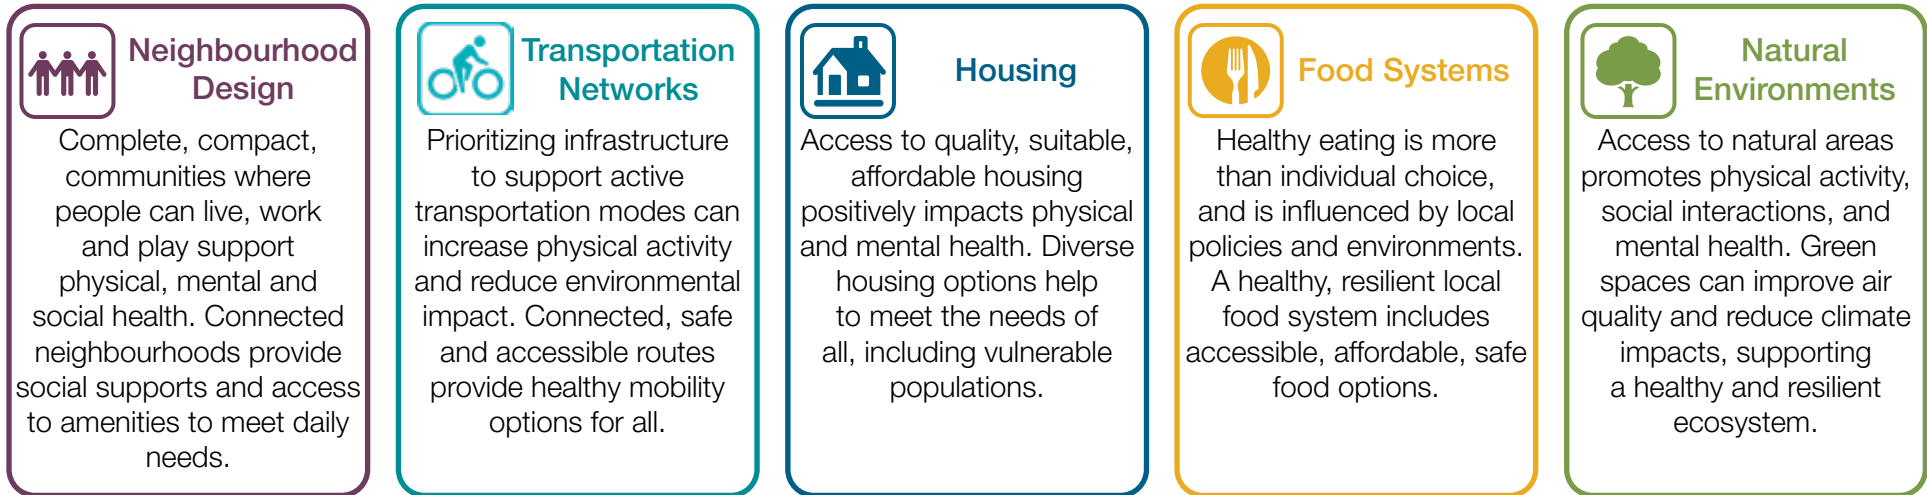 Neighbourhood
Design
Complete, compact,
communities where
people can live, work
and play support
physical, mental and
social health. Connected
neighbourhoods provide
social supports and access
to amenities to meet daily
needs.
Transportation
Networks
Prioritizing infrastructure
to support active
transportation modes can
increase physical activity
and reduce environmental
impact. Connected, safe
and accessible routes
provide healthy mobility
options for all.
Housing
Access to quality, suitable,
affordable housing
positively impacts physical
and mental health. Diverse
housing options help
to meet the needs of
all, including vulnerable
populations.
Food Systems
Healthy eating is more
than individual choice,
and is influenced by local
policies and environments.
A healthy, resilient local
food system includes
accessible, affordable, safe
food options.
Natural
Environments
Access to natural areas
promotes physical activity,
social interactions, and
mental health. Green
spaces can improve air
quality and reduce climate
impacts, supporting
a healthy and resilient
ecosystem.